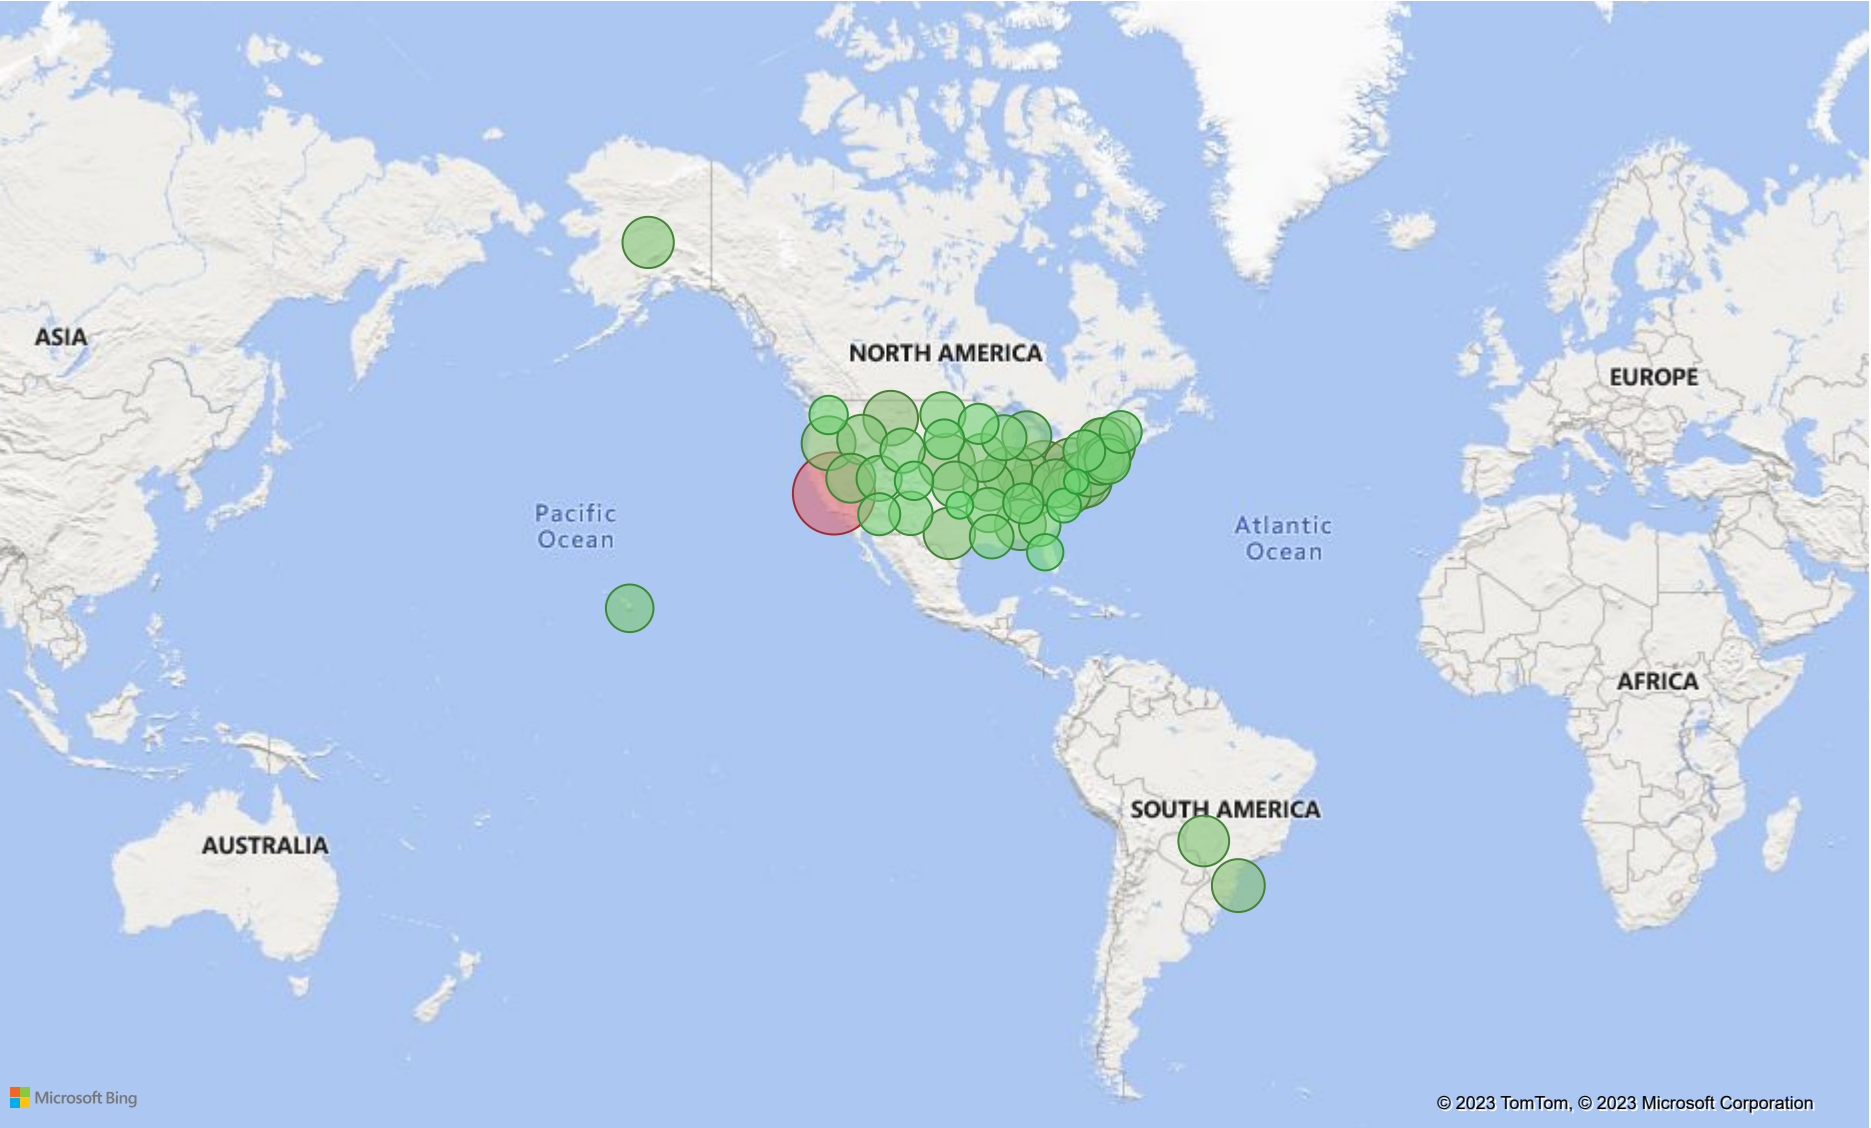 ASIA
NORTH AMERICA
EUROPE
Pacific
Ocean
Atlantic
Ocean
AFRICA
SOUTH AMERICA
AUSTRALIA
Microsoft Bing
© 2023 TomTom, © 2023 Microsoft Corporation